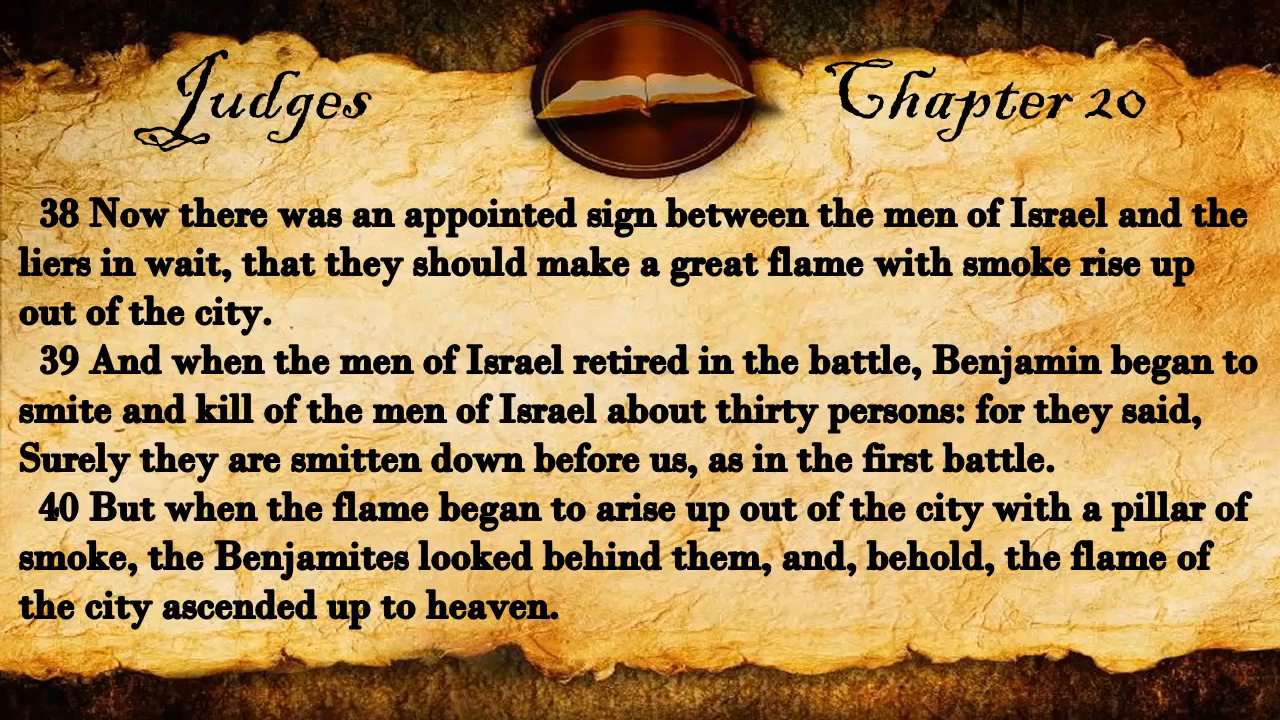 Judges
Chapter 20
38 Now there was an appointed sign between the men of Israel and the
liers in wait, that they should make a great flame with smoke rise up
out of the city.
39 And when the men of Israel retired in the battle, Benjamin began to
smite and kill of the men of Israel about thirty persons: for they said,
Surely they are smitten down before us, as in the first battle.
40 But when the flame began to arise up out of the city with a pillar of
smoke, the Benjamites looked behind them, and, behold, the flame of
the city ascended up to heaven.